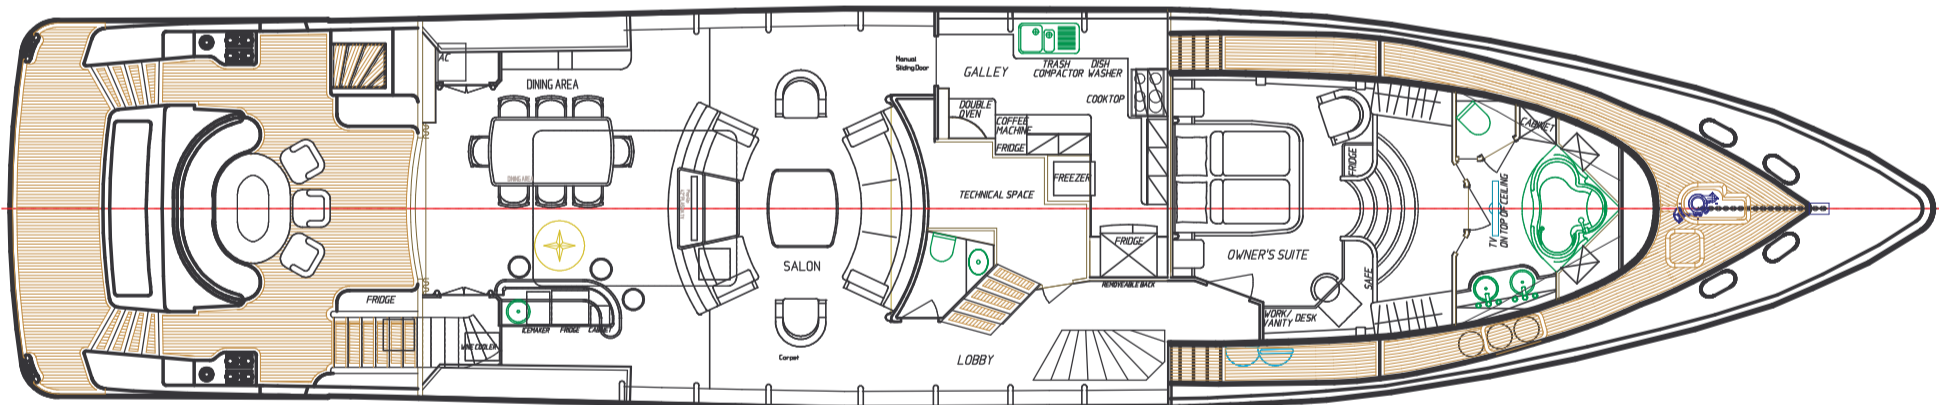 AC
DINING AREA
DINING AREA
FRIDGE
WINE COOLER
ICEMAKER
FRIDGE
CABINET
SALON
Carpet
Manual
Sliding Door
GALLEY
TRASH
COMPACTOR
DISH
WASHER
COOKTOP
DOUBLE
OVEN
COFFEE
MACHINE
FRIDGE
FREEZER
TECHNICAL SPACE
FRIDGE
REMOVEABLE BACK
LOBBY
OWNER'S SUITE
FRIDGE
SAFE
WORK/
VANITY DESK
CABINET
TV
ON TOP OF CEILING